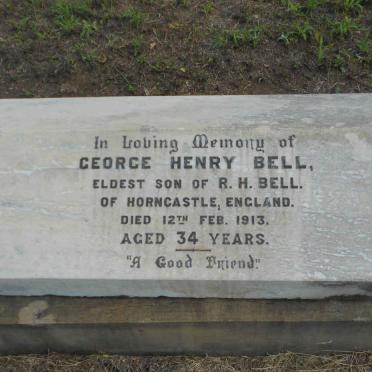 In Loving Memory of
GEORGE HENRY BELL,
ELDEST SON OF R. H. BELL.
OF HORNCASTLE, ENGLAND.
DIED 12TH FEB. 1913.
AGED 34 YEARS.
"A Good Friend."